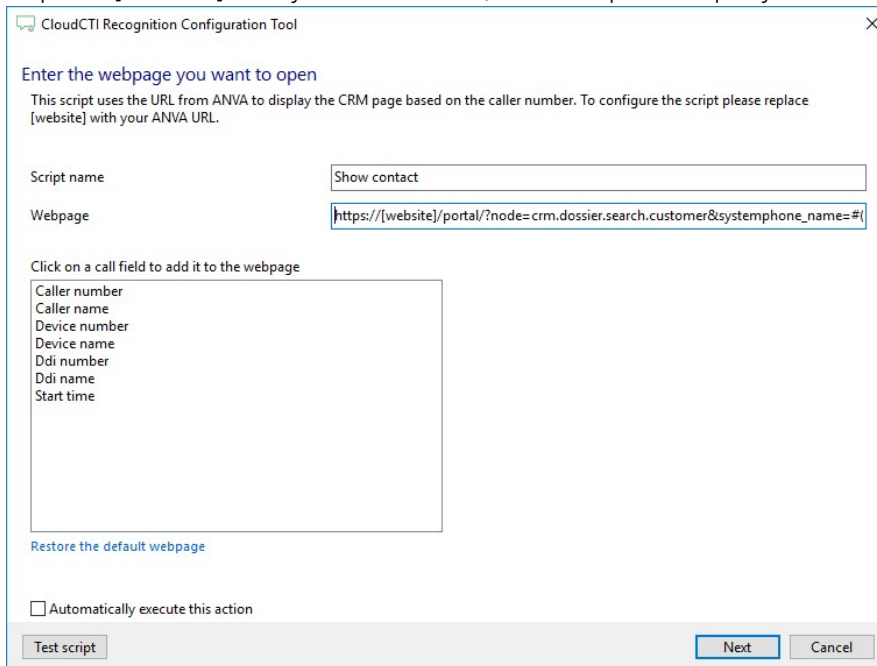 CloudCTI Recognition Configuration Tool
Enter the webpage you want to open
This script uses the URL from ANVA to display the CRM page based on the caller number. To configure the script please replace
[website] with your ANVA URL.
Script name
Show contact
Webpage
https://[website]/portal/?node=crm.dossier.search.customer&systemphone_name=#(
Click on a call field to add it to the webpage
Caller number
Caller name
Device number
Device name
Ddi number
Ddi name
Start time
Restore the default webpage
Automatically execute this action
Test script
Next
Cancel